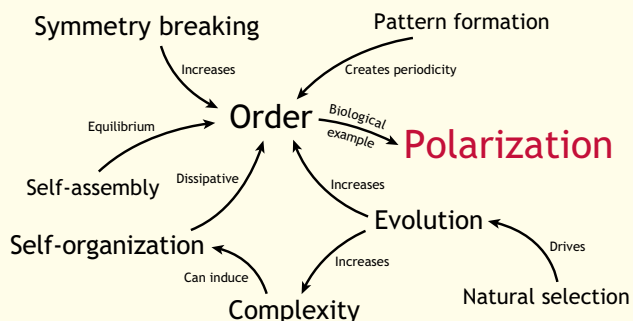 Symmetry breaking
Pattern formation
Increases
Creates periodicity
Order
Biological
example
Equilibrium
Polarization
Self-assembly
Dissipative
Increases
Evolution
Self-organization
Increases
Drives
Can induce
Complexity
Natural selection